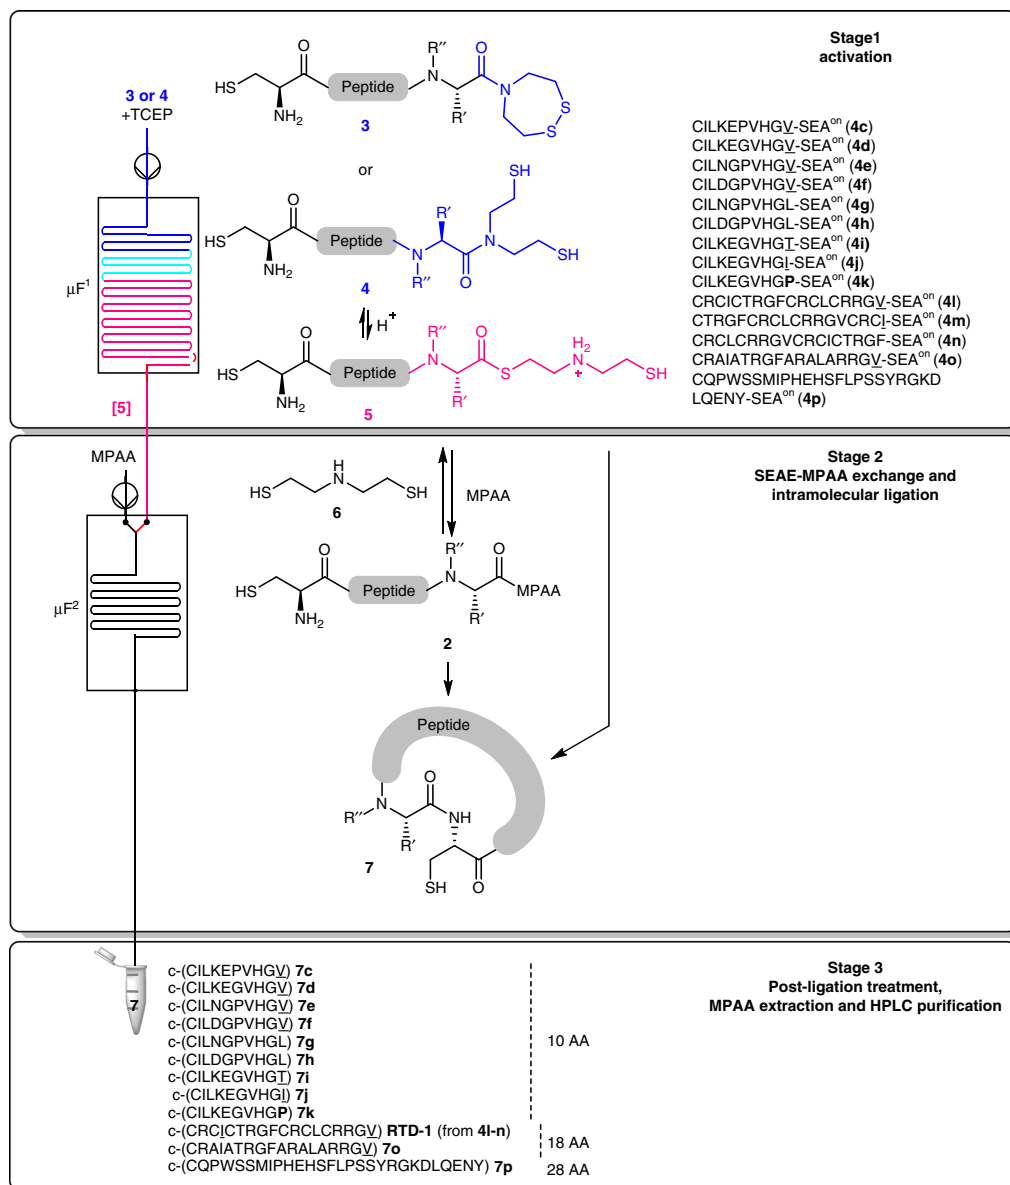 Stage1
activation
3 or 4
+TCEP
μF1
[5]
O
R″
O
HS
Peptide
N
N
S
S
NH2
R′
3
or
SH
O
R′
HS
Peptide
N
N
SH
NH2
R″
O
4
H+
O
R″
O
H2
HS
Peptide
N
S
N
+
SH
NH2
R′
5
CILKEPVHGV-SEAon (4c)
CILKEGVHGV-SEAon (4d)
CILNGPVHGV-SEAon (4e)
CILDGPVHGV-SEAon (4f)
CILNGPVHGL-SEAon (4g)
CILDGPVHGL-SEAon (4h)
CILKEGVHGT-SEAon (4i)
CILKEGVHGI-SEAon (4j)
CILKEGVHGP-SEAon (4k)
CRCICTRGFCRCLCRRGV-SEAon (4l)
CTRGFCRCLCRRGVCRCI-SEAon (4m)
CRCLCRRGVCRCICTRGF-SEAon (4n)
CRAIATRGFARALARRGV-SEAon (4o)
CQPWSSMIPHEHSFLPSSYRGKD
LQENY-SEAon (4p)
Stage 2
SEAE-MPAA exchange and
intramolecular ligation
MPAA
μF2
H
N
HS
SH
6
MPAA
O
R″
O
HS
Peptide
N
MPAA
NH2
R′
2
Peptide
O
R″
N
NH
R′
SH
O
7
Stage 3
Post-ligation treatment,
MPAA extraction and HPLC purification
7
c-(CILKEPVHGV) 7c
c-(CILKEGVHGV) 7d
c-(CILNGPVHGV) 7e
c-(CILDGPVHGV) 7f
c-(CILNGPVHGL) 7g
c-(CILDGPVHGL) 7h
c-(CILKEGVHGT) 7i
c-(CILKEGVHGI) 7j
c-(CILKEGVHGP) 7k
10 AA
c-(CRCICTRGFCRCLCRRGV) RTD-1 (from 4l-n)
c-(CRAIATRGFARALARRGV) 7o
18 AA
c-(CQPWSSMIPHEHSFLPSSYRGKDLQENY) 7p
28 AA